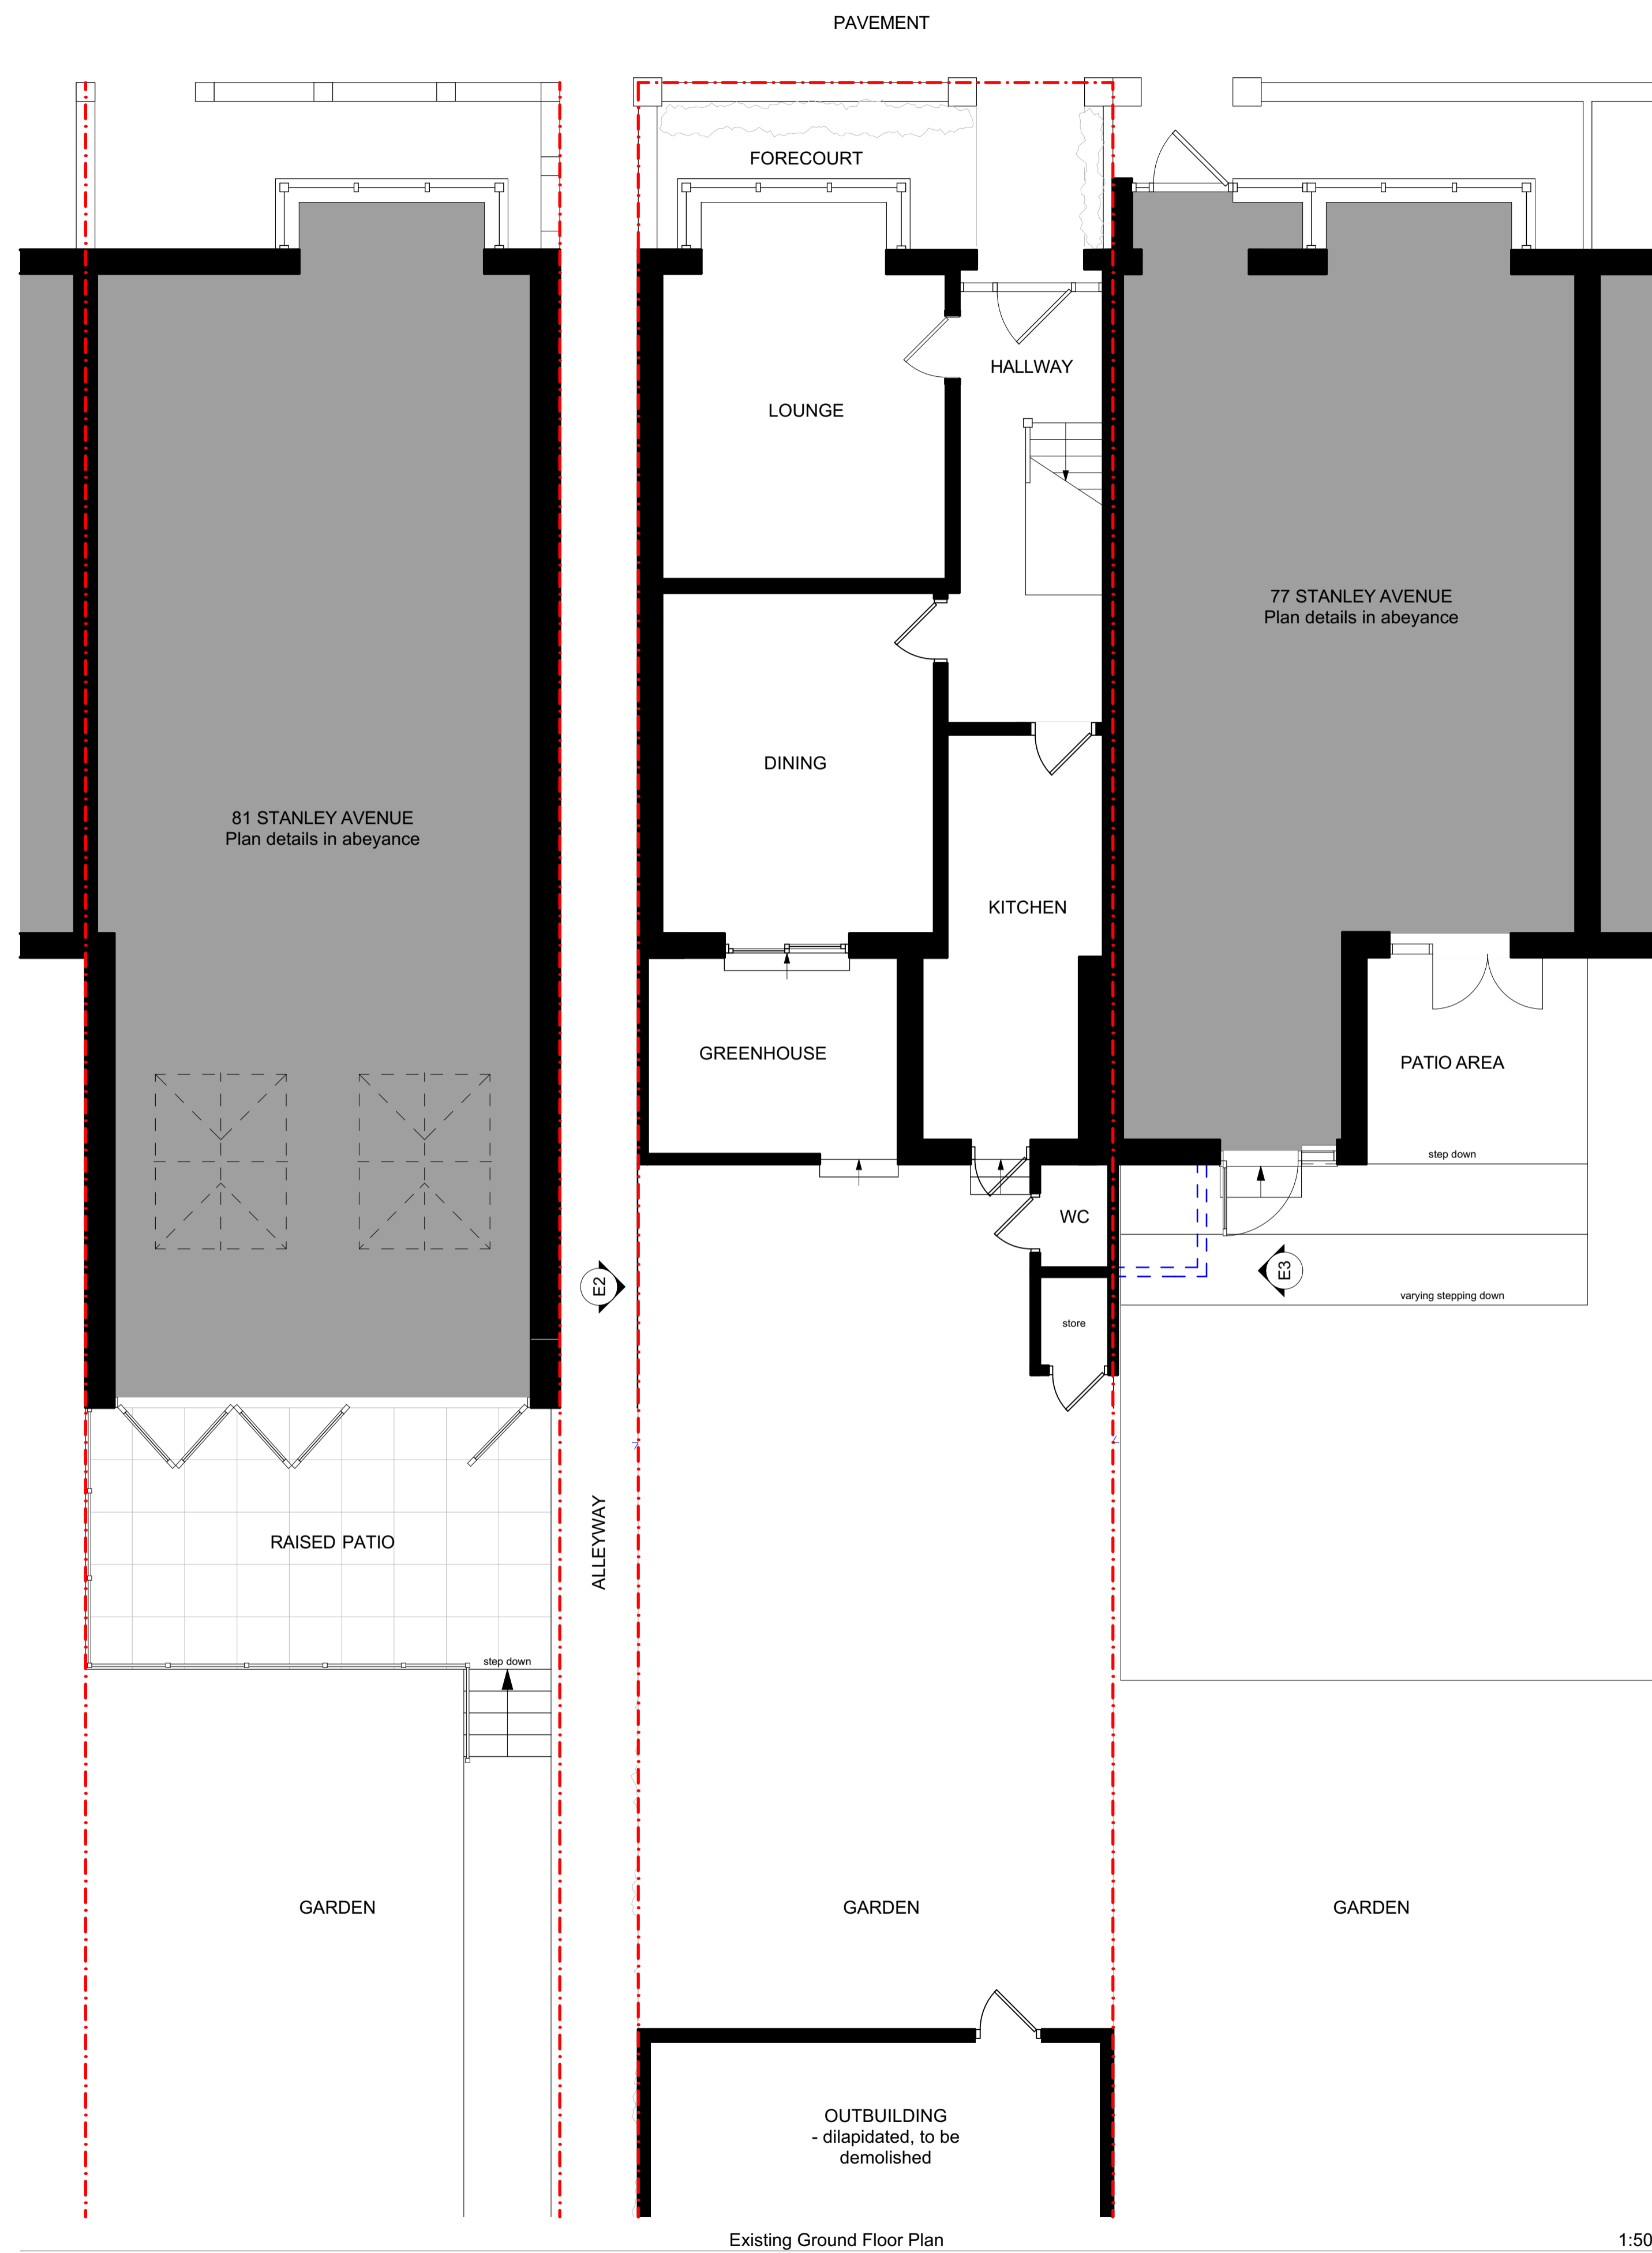 PAVEMENT
FORECOURT
HALLWAY
LOUNGE
77 STANLEY AVENUE
Plan details in abeyance
DINING
81 STANLEY AVENUE
Plan details in abeyance
KITCHEN
GREENHOUSE
PATIO AREA
step down
WC
E2
E3
varying stepping down
store
RAISED PATIO
ALLEYWAY
step down
GARDEN
GARDEN
GARDEN
OUTBUILDING
- dilapidated, to be
demolished
Existing Ground Floor Plan
1:50